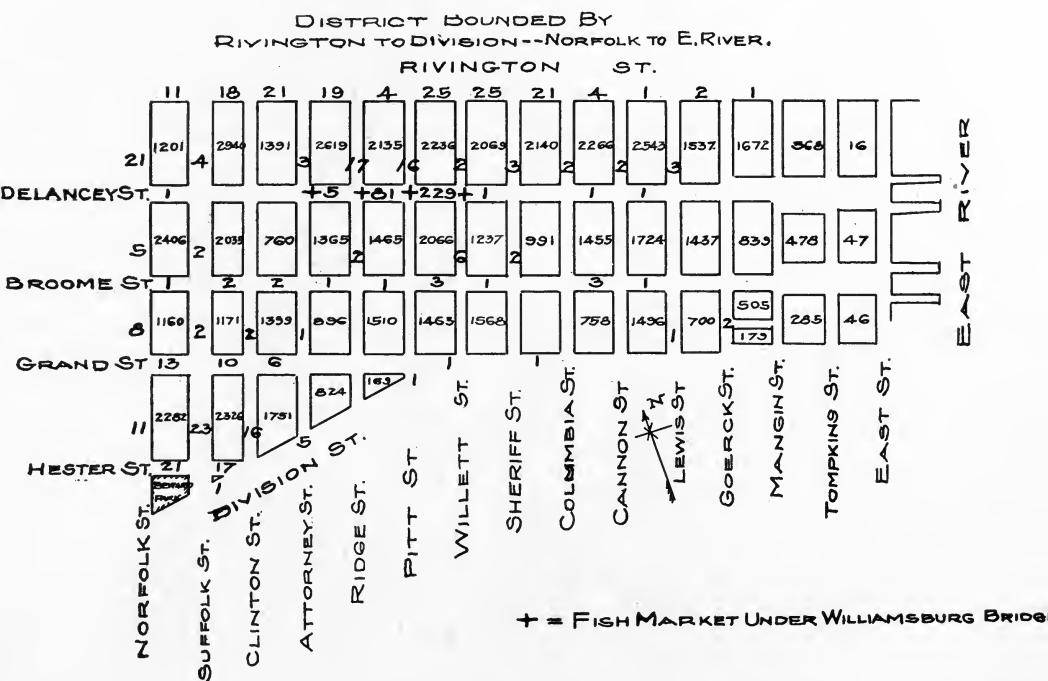 DISTRICT BOUNDED BY
RIVINGTON TO DIVISION--NORFOLK TO E. RIVER.
RIVINGTON ST.
11 18 21 19 4 25 25 21 4 1 2 1
1201 2940 1391 2619 2135 2236 2069 2140 2266 2543 1537 1672 368 16
21 4 3 17 16 2 3 2 2 3
DELANCEY ST. 1 +5 +81 +229 + 1 1 1
2406 2035 760 1365 1465 2066 1237 991 1455 1724 1437 839 478 47
5 2 2 6 2
BROOME ST 1 2 2 1 1 3 1 3 1
505
1160 1171 1399 896 1510 1463 1568 758 1496 700 285 46
8 2 2 1 1 2
173
GRAND ST 13 10 6 1 1
2282 2326 1751 824 163 1
11 23 16 5
HESTER ST. 21 17
1
PARK
DIVISION ST.
NORFOLK ST.
SUFFOLK ST.
CLINTON ST.
ATTORNEY ST.
RIDGE ST.
PITT ST.
WILLETT ST.
SHERIFF ST.
COLUMBIA ST.
CANNON ST
LEWIS ST
GOERCK ST.
MANGIN ST.
TOMPKINS ST.
EAST ST.
EAST RIVER
N
+ = FISH MARKET UNDER WILLIAMSBURG BRIDGE